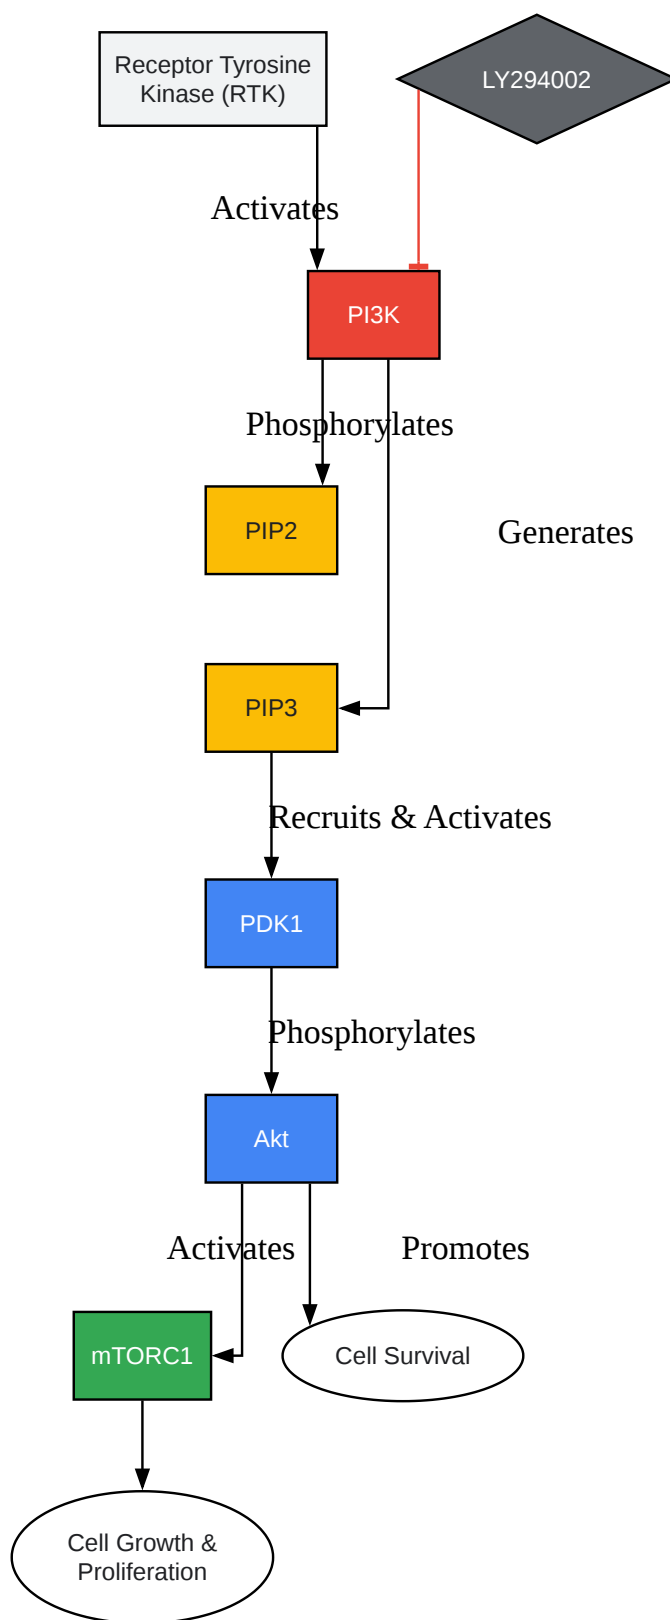 Receptor Tyrosine
Kinase (RTK)
LY294002
Activates
PI3K
Phosphorylates
PIP2
Generates
PIP3
Recruits & Activates
PDK1
Phosphorylates
Akt
Activates
Promotes
mTORC1
Cell Survival
Cell Growth &
Proliferation